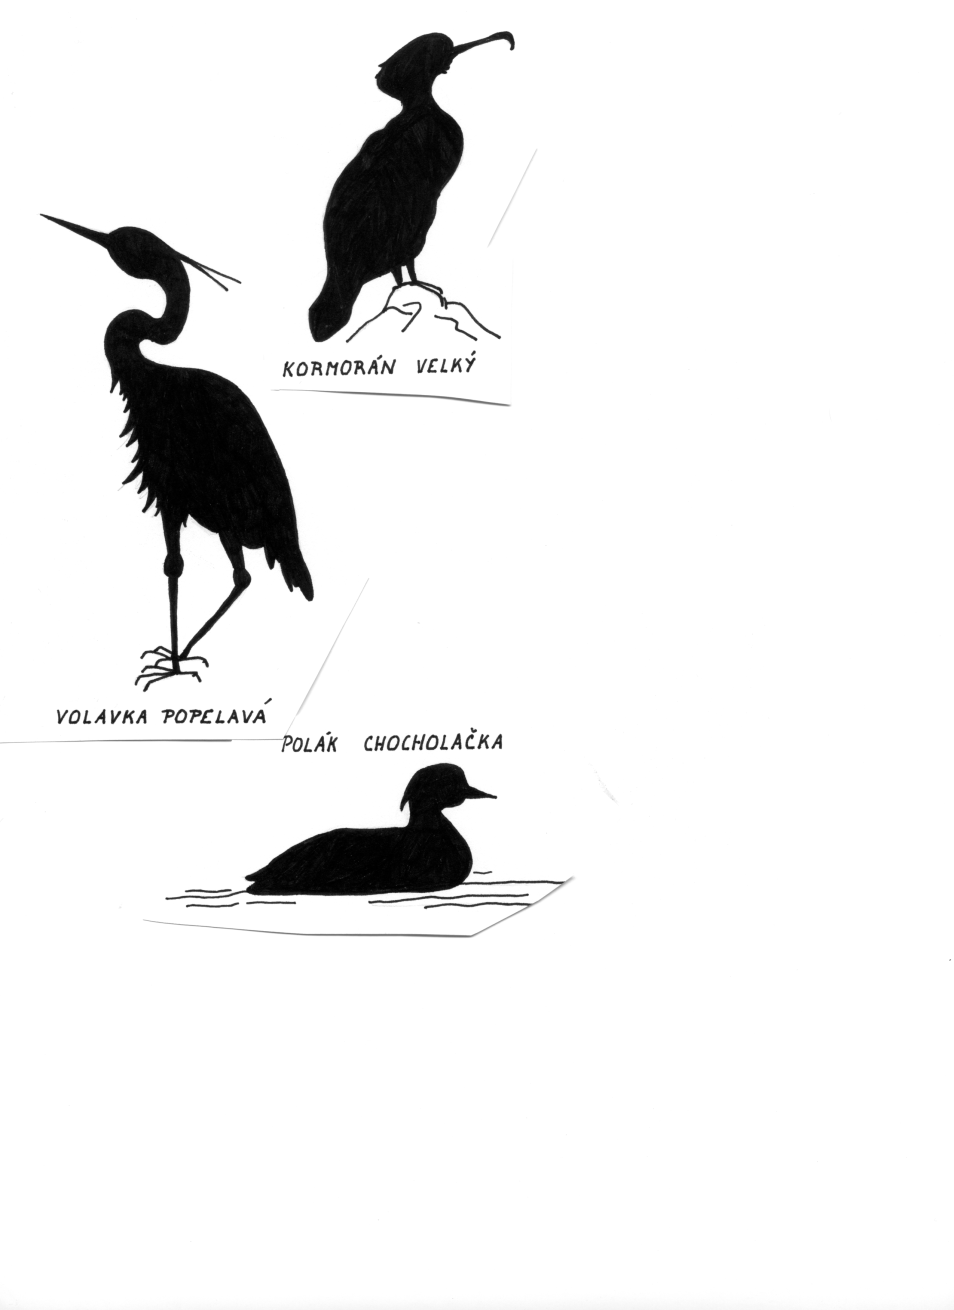 KORMORÁN VELKÝ
VOLAVKA POPELAVÁ
POLÁK CHOCHOLAČKA